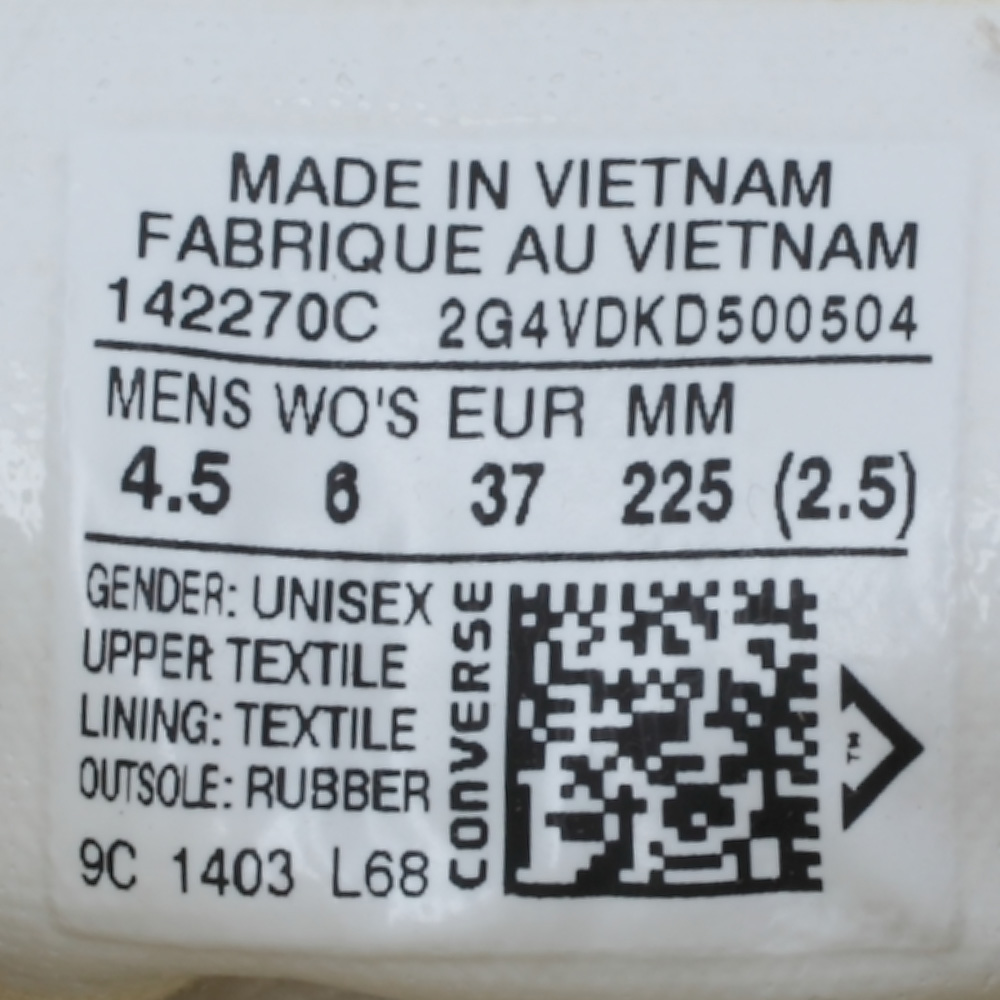 MADE IN VIETNAM
FABRIQUE AU VIETNAM
142270C 2G4VDKD500504
MENS WO'S EUR MM
4.5 6 37 225 (2.5)
GENDER: UNISEX
UPPER TEXTILE
LINING: TEXTILE
OUTSOLE: RUBBER
9C 1403 L68
CONVERSE
TM